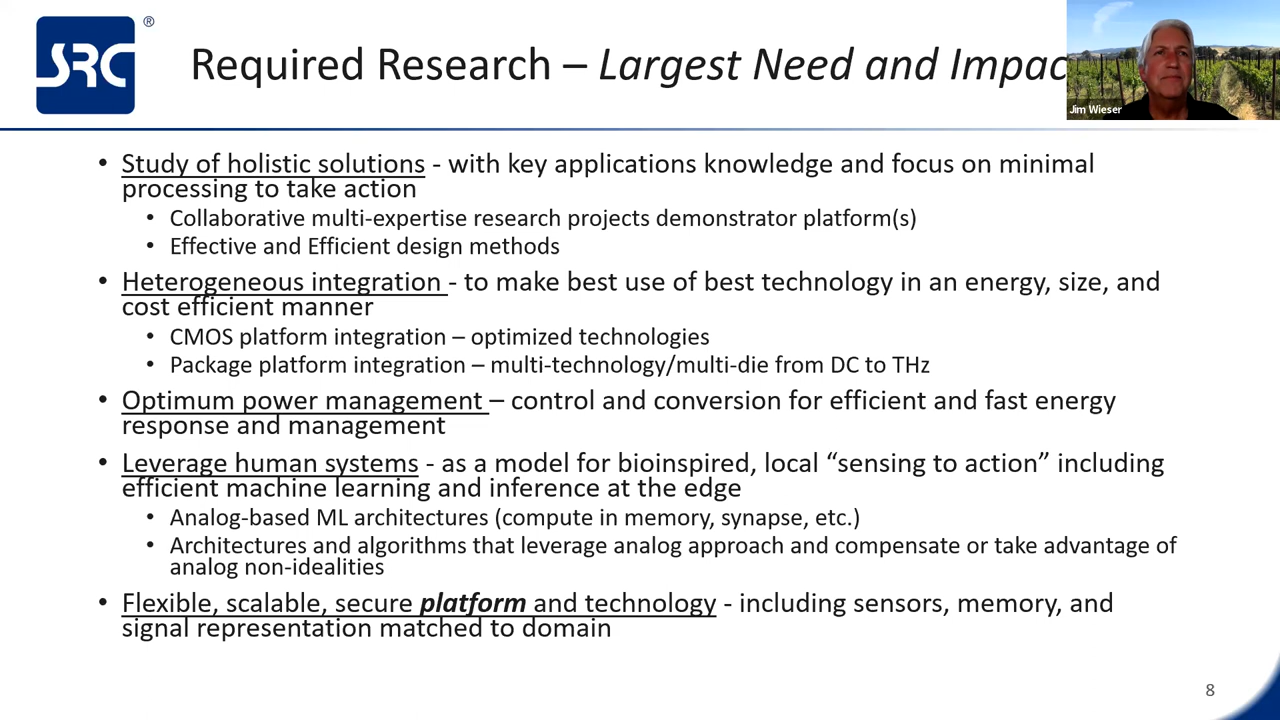 SRC ®
Required Research – Largest Need and Impac
Jim Wieser
• Study of holistic solutions - with key applications knowledge and focus on minimal
processing to take action
• Collaborative multi-expertise research projects demonstrator platform(s)
• Effective and Efficient design methods
• Heterogeneous integration - to make best use of best technology in an energy, size, and
cost efficient manner
• CMOS platform integration – optimized technologies
• Package platform integration – multi-technology/multi-die from DC to THz
• Optimum power management – control and conversion for efficient and fast energy
response and management
• Leverage human systems - as a model for bioinspired, local “sensing to action” including
efficient machine learning and inference at the edge
• Analog-based ML architectures (compute in memory, synapse, etc.)
• Architectures and algorithms that leverage analog approach and compensate or take advantage of
analog non-idealities
• Flexible, scalable, secure platform and technology - including sensors, memory, and
signal representation matched to domain
8